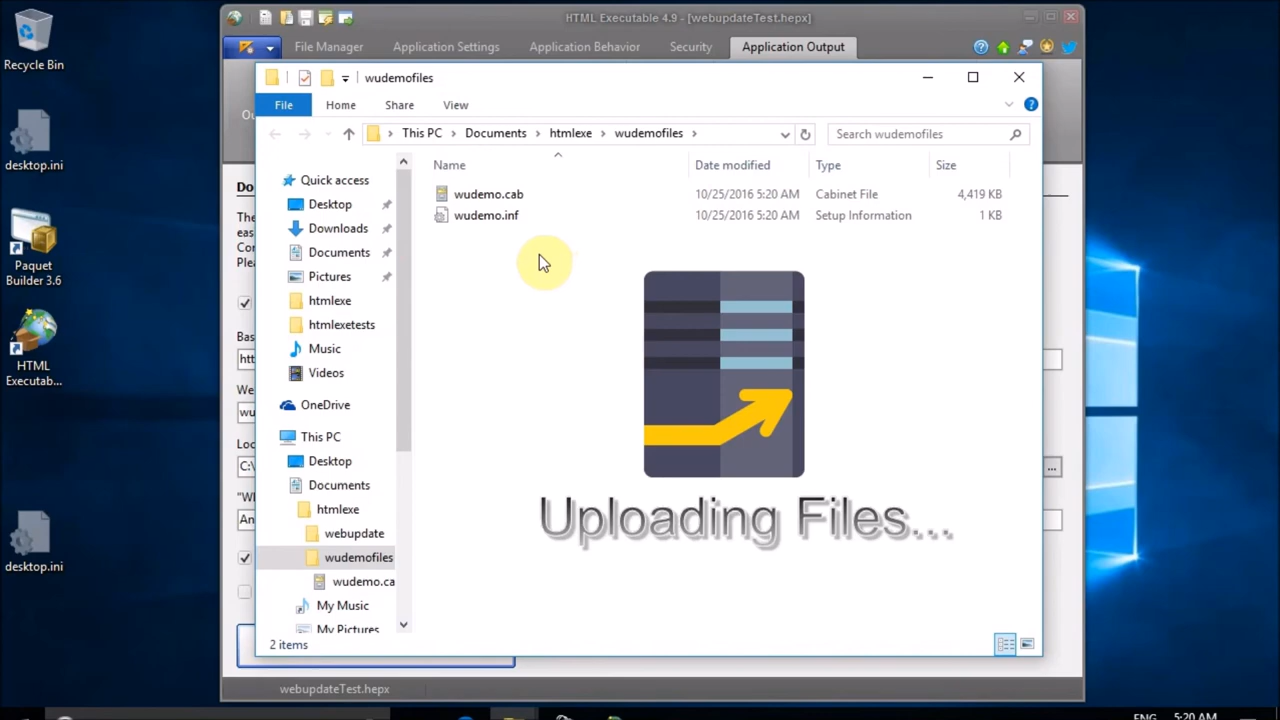 HTML Executable 4.9 - [webupdateTest.hepx]
File Manager
Application Settings
Application Behavior
Security
Application Output
wudemofiles
File
Home
Share
View
This PC
Documents
htmlexe
wudemofiles
Search wudemofiles
Name
Date modified
Type
Size
wudemo.cab
10/25/2016 5:20 AM
Cabinet File
4,419 KB
wudemo.inf
10/25/2016 5:20 AM
Setup Information
1 KB
Quick access
Desktop
Downloads
Documents
Pictures
htmlexe
htmlexetests
Music
Videos
OneDrive
This PC
Desktop
Documents
htmlexe
webupdate
wudemofiles
wudemo.ca
My Music
My Pictures
2 items
Uploading Files...
Recycle Bin
desktop.ini
Paquet
Builder 3.6
HTML
Executab...
desktop.ini
webupdateTest.hepx
ENG
5:20 AM